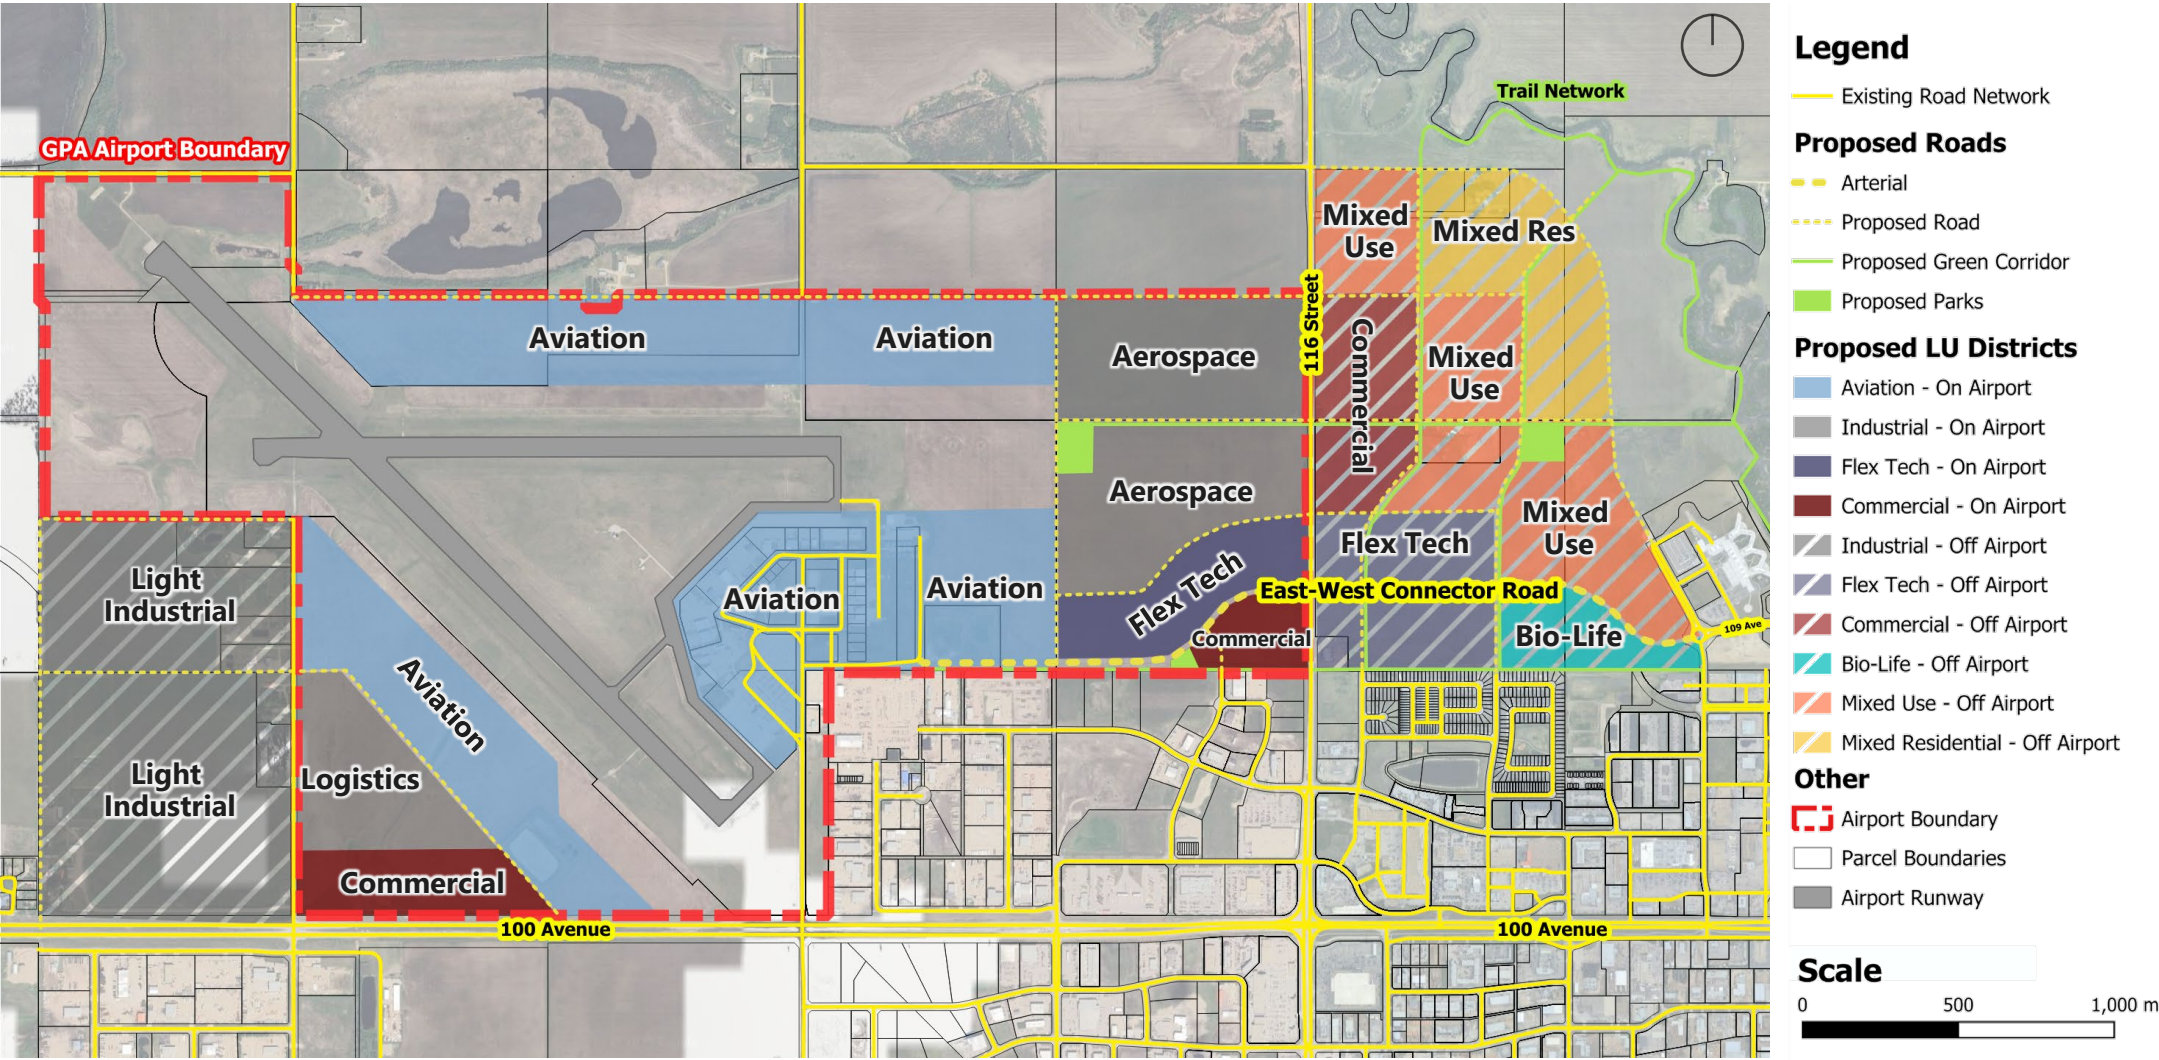 Trail Network
GPA Airport Boundary
Mixed
Use
Mixed Res
116 Street
Aviation
Aviation
Aerospace
Commercial
Mixed
Use
Aerospace
Mixed
Use
Flex Tech
Light
Industrial
Aviation
Aviation
Flex Tech
East-West Connector Road
Commercial
Bio-Life
109 Ave
Aviation
Logistics
Light
Industrial
Commercial
100 Avenue
100 Avenue
Legend
Existing Road Network
Proposed Roads
Arterial
Proposed Road
Proposed Green Corridor
Proposed Parks
Proposed LU Districts
Aviation - On Airport
Industrial - On Airport
Flex Tech - On Airport
Commercial - On Airport
Industrial - Off Airport
Flex Tech - Off Airport
Commercial - Off Airport
Bio-Life - Off Airport
Mixed Use - Off Airport
Mixed Residential - Off Airport
Other
Airport Boundary
Parcel Boundaries
Airport Runway
Scale
0 500 1,000 m